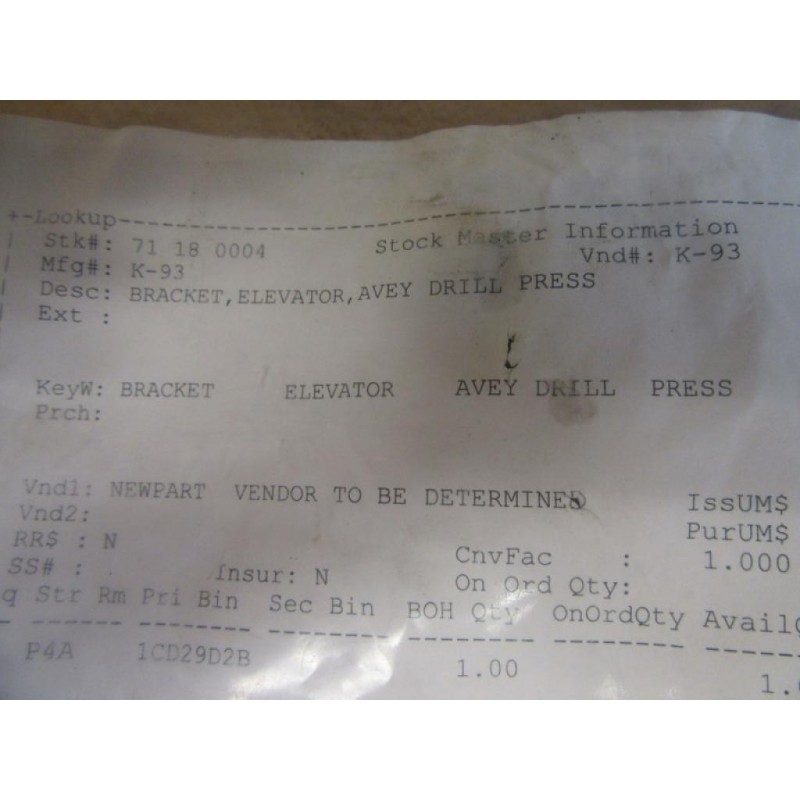 +-Lookup-----------------------------------------------
| Stk#: 71 18 0004 Stock Master Information
| Mfg#: K-93 Vnd#: K-93
| Desc: BRACKET,ELEVATOR,AVEY DRILL PRESS
| Ext :
KeyW: BRACKET ELEVATOR AVEY DRILL PRESS
Prch:
Vnd1: NEWPART VENDOR TO BE DETERMINED IssUM$
Vnd2: PurUM$
RR$ : N CnvFac : 1.000
SS# : Insur: N On Ord Qty:
q Str Rm Pri Bin Sec Bin BOH Qty OnOrdQty AvailQ
-- ------ ---------- --------- --------- --------- ------
P4A 1CD29D2B 1.00 1.0